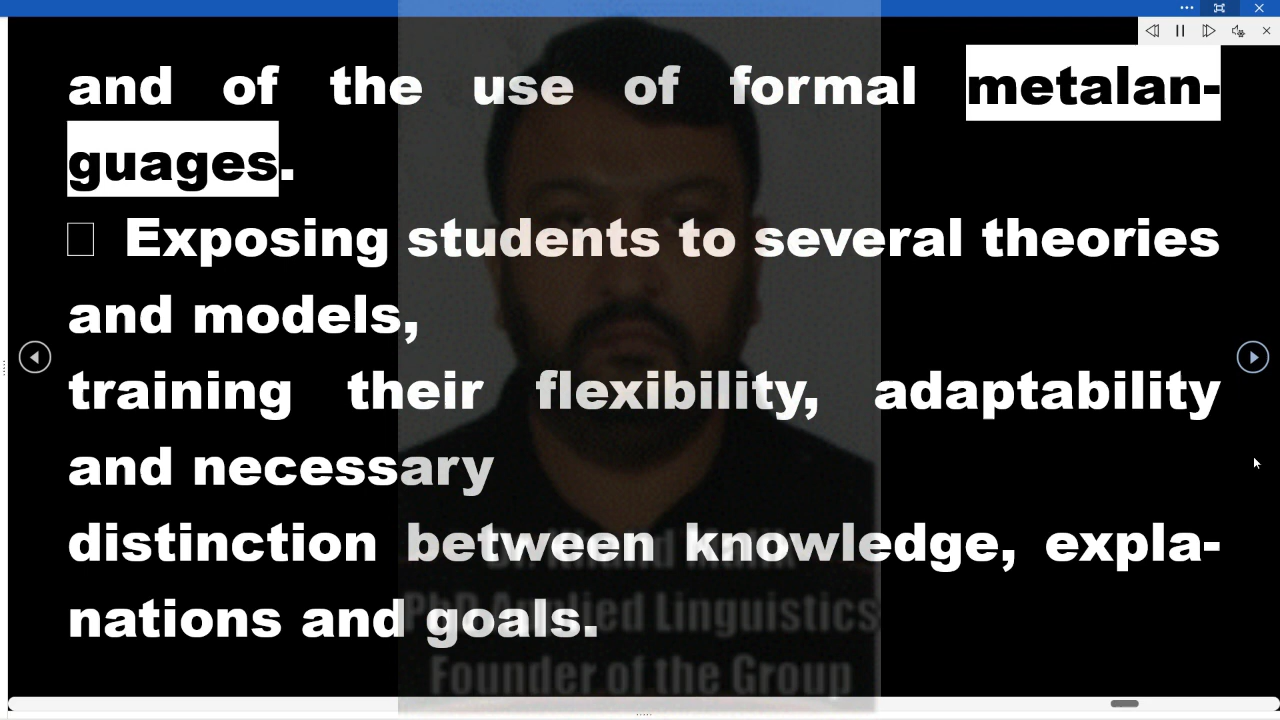 and of the use of formal metalan-
guages.
Exposing students to several theories
and models,
training their flexibility, adaptability
and necessary
distinction between knowledge, expla-
nations and goals.
PhD Applied Linguistics
Founder of the Group